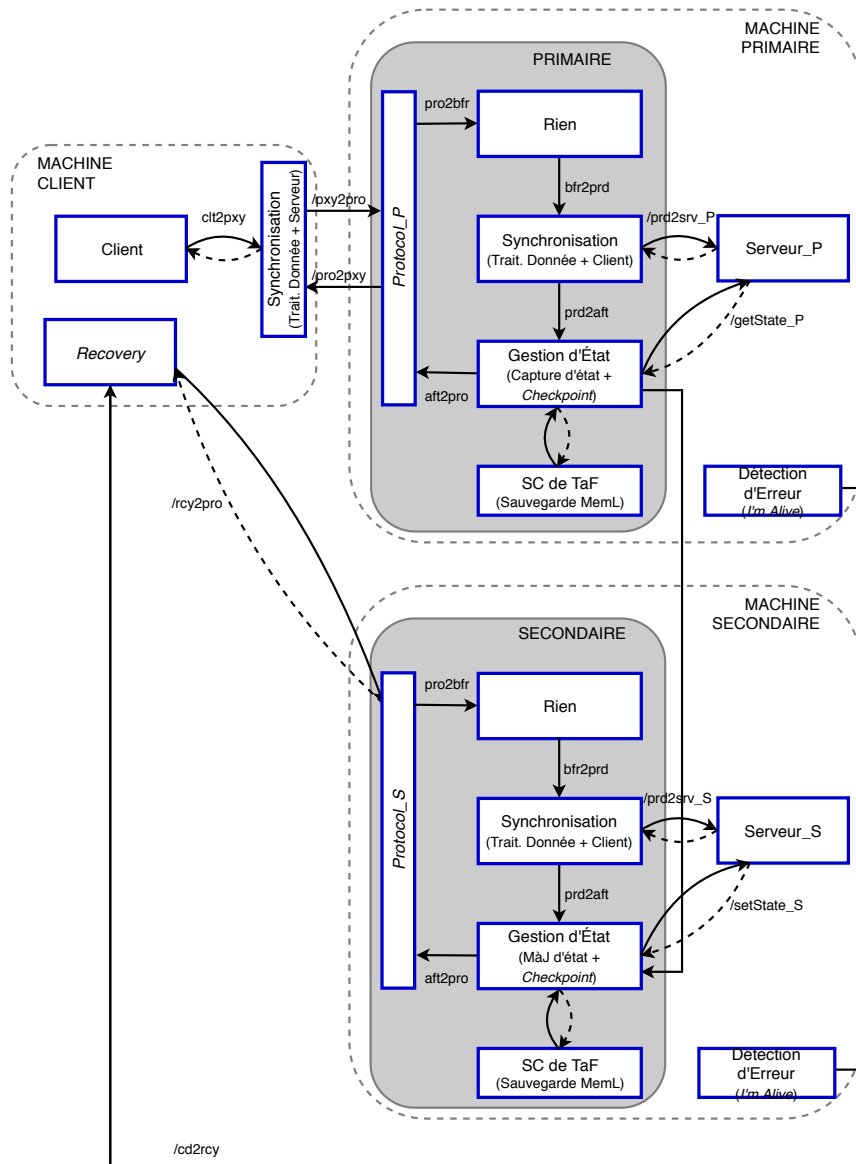 MACHINE
PRIMAIRE
PRIMAIRE
pro2bfr
Rien
MACHINE
CLIENT
clt2pxy
Client
Synchronisation
(Trait. Donnée + Serveur)
/pxy2pro
/pro2pxy
Protocol_P
bfr2prd
Synchronisation
(Trait. Donnée + Client)
/prd2srv_P
Serveur_P
prd2aft
/getState_P
Recovery
Gestion d'État
(Capture d'état +
Checkpoint)
aft2pro
SC de TaF
(Sauvegarde MemL)
Détection
d'Erreur
(I'm Alive)
/rcy2pro
MACHINE
SECONDAIRE
SECONDAIRE
pro2bfr
Rien
Protocol_S
bfr2prd
Synchronisation
(Trait. Donnée + Client)
/prd2srv_S
Serveur_S
prd2aft
/setState_S
Gestion d'État
(MàJ d'état +
Checkpoint)
aft2pro
SC de TaF
(Sauvegarde MemL)
Détection
d'Erreur
(I'm Alive)
/cd2rcy